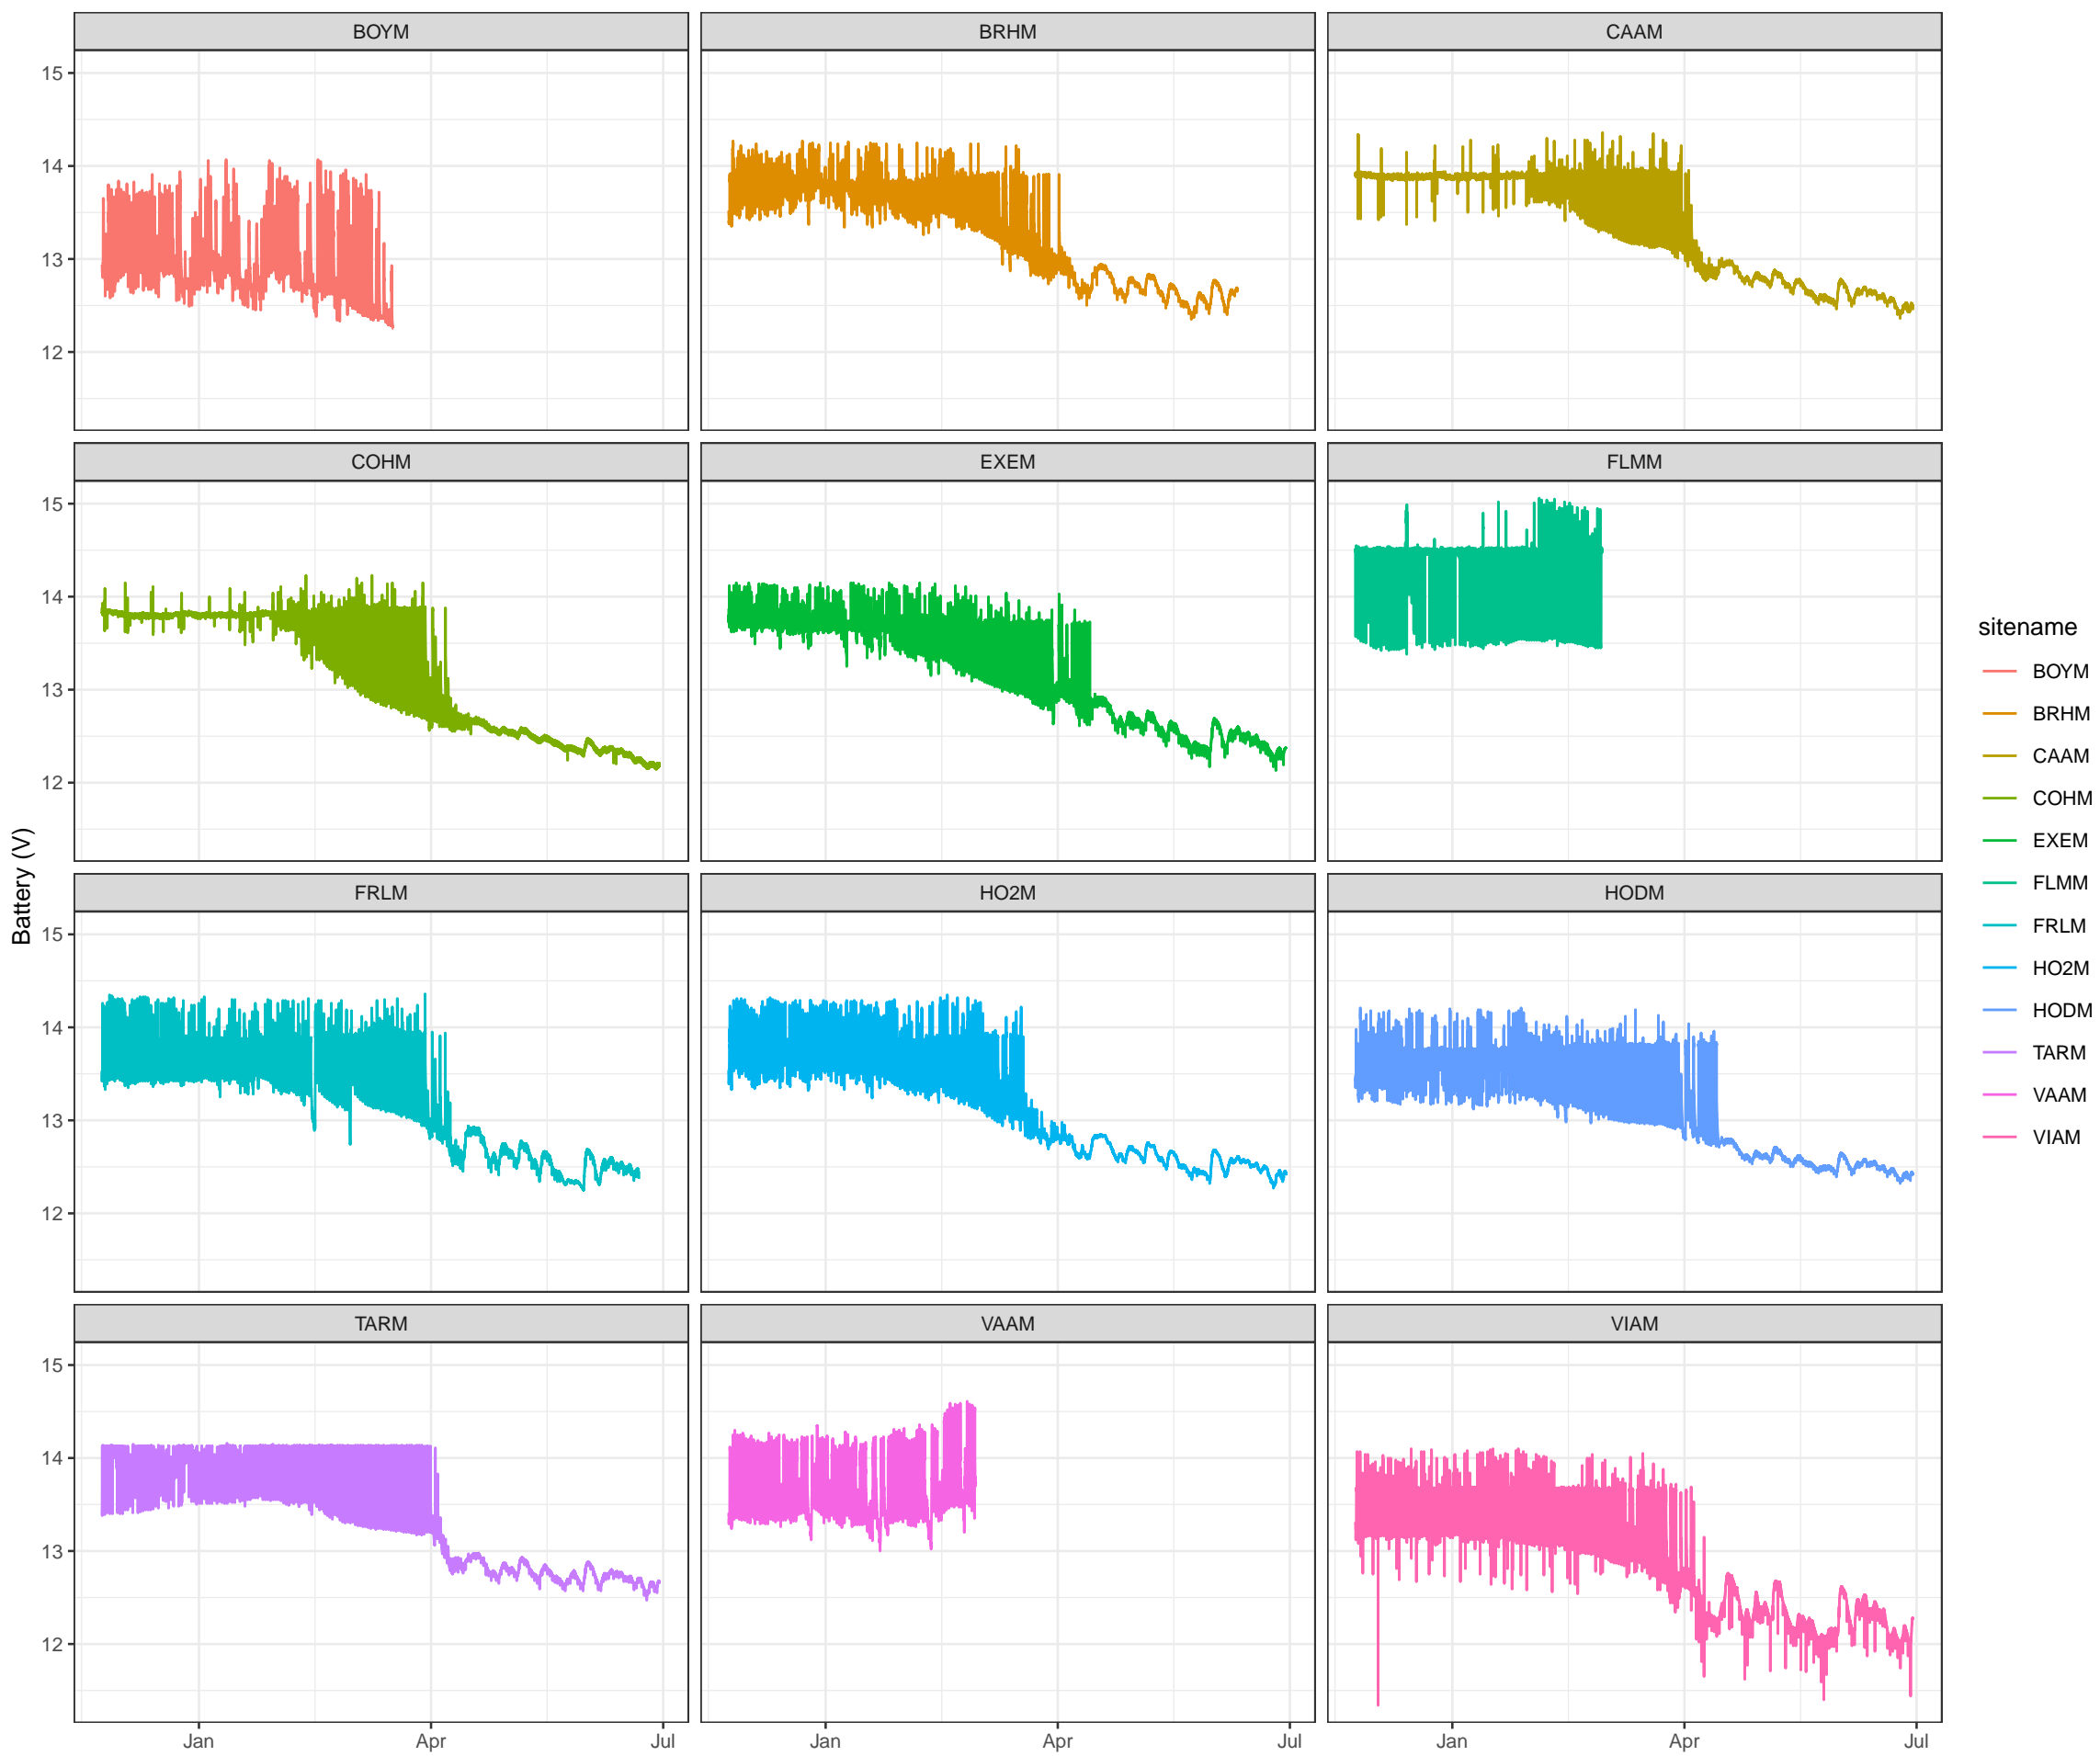 BOYM BRHM CAAM
15
14
13
12
COHM EXEM FLMM
15
14
13
12
FRLM HO2M HODM
15
14
13
12
TARM VAAM VIAM
15
14
13
12
Jan Apr Jul Jan Apr Jul Jan Apr Jul
Battery (V)
sitename
BOYM
BRHM
CAAM
COHM
EXEM
FLMM
FRLM
HO2M
HODM
TARM
VAAM
VIAM